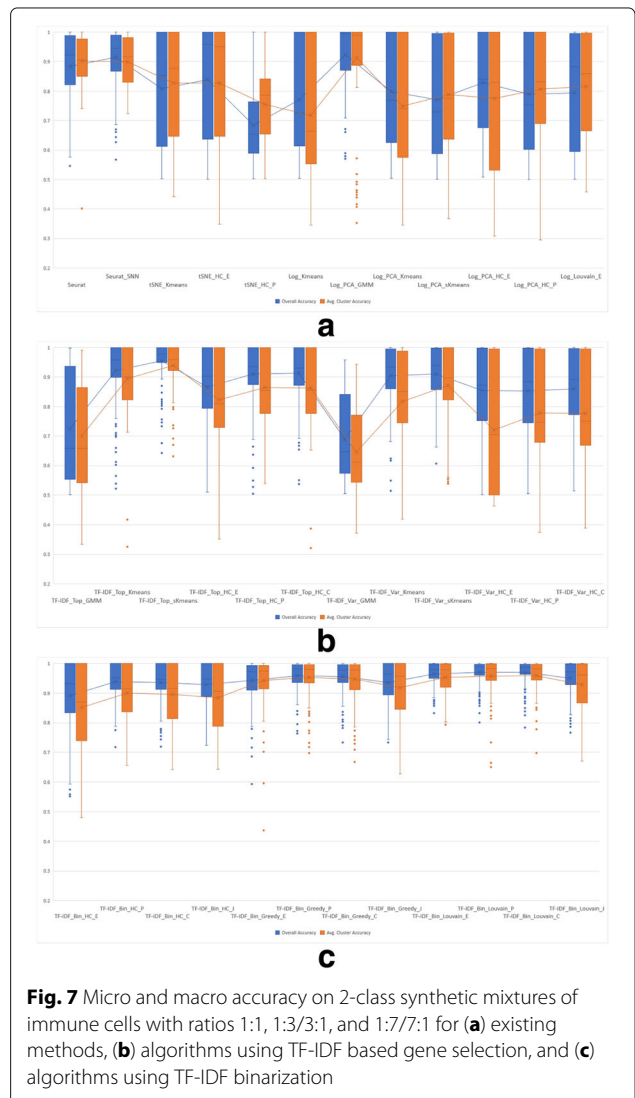 1
0.9
0.8
0.7
0.6
0.5
0.4
0.3
0.2
Seurat
Seurat_SNN
tSNE_Kmeans
tSNE_HC_E
tSNE_HC_P
Log_Kmeans
Log_PCA_GMM
Log_PCA_Kmeans
Log_PCA_sKmeans
Log_PCA_HC_E
Log_PCA_HC_P
Log_Louvain_E
Overall Accuracy Avg. Cluster Accuracy
a
1
0.9
0.8
0.7
0.6
0.5
0.4
0.3
0.2
TF-IDF_Top_GMM
TF-IDF_Top_Kmeans
TF-IDF_Top_sKmeans
TF-IDF_Top_HC_E
TF-IDF_Top_HC_P
TF-IDF_Top_HC_C
TF-IDF_Var_GMM
TF-IDF_Var_Kmeans
TF-IDF_Var_sKmeans
TF-IDF_Var_HC_E
TF-IDF_Var_HC_P
TF-IDF_Var_HC_C
Overall Accuracy Avg. Cluster Accuracy
b
1
0.9
0.8
0.7
0.6
0.5
0.4
0.3
0.2
TF-IDF_Bin_HC_E
TF-IDF_Bin_HC_P
TF-IDF_Bin_HC_C
TF-IDF_Bin_HC_J
TF-IDF_Bin_Greedy_E
TF-IDF_Bin_Greedy_P
TF-IDF_Bin_Greedy_C
TF-IDF_Bin_Greedy_J
TF-IDF_Bin_Louvain_E
TF-IDF_Bin_Louvain_P
TF-IDF_Bin_Louvain_C
TF-IDF_Bin_Louvain_J
Overall Accuracy Avg. Cluster Accuracy
c
Fig. 7 Micro and macro accuracy on 2-class synthetic mixtures of
immune cells with ratios 1:1, 1:3/3:1, and 1:7/7:1 for (a) existing
methods, (b) algorithms using TF-IDF based gene selection, and (c)
algorithms using TF-IDF binarization